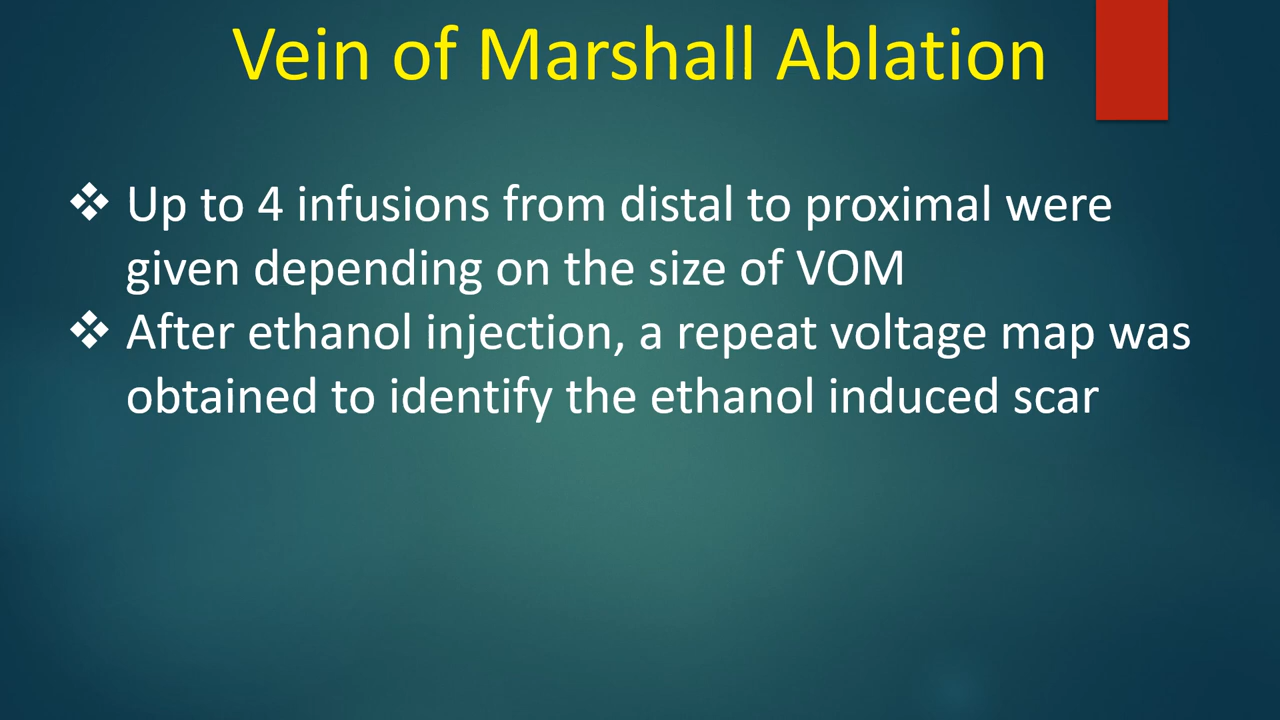 Vein of Marshall Ablation
❖ Up to 4 infusions from distal to proximal were
given depending on the size of VOM
❖ After ethanol injection, a repeat voltage map was
obtained to identify the ethanol induced scar